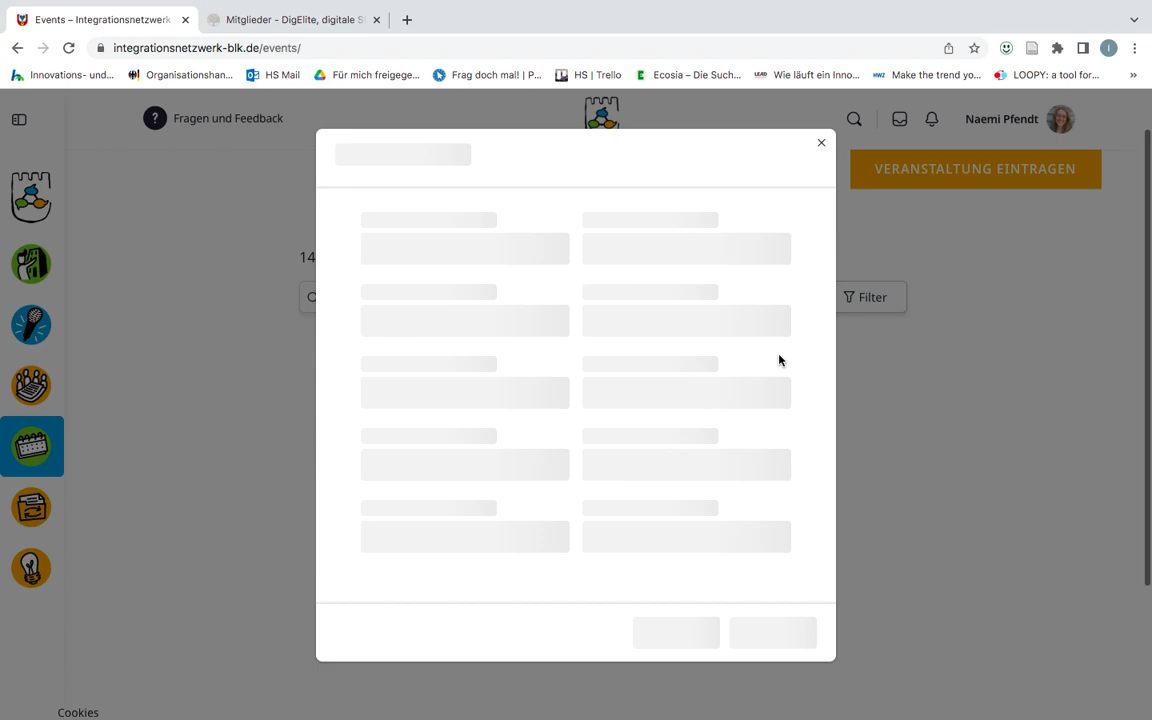 Events – Integrationsnetzwerk
Mitglieder - DigElite, digitale S
integrationsnetzwerk-blk.de/events/
i
Innovations- und...
Organisationshan...
HS Mail
Für mich freigege...
Frag doch mal! | P...
HS | Trello
Ecosia – Die Such...
LEAD
Wie läuft ein Inno...
HWZ
Make the trend yo...
LOOPY: a tool for...
»
? Fragen und Feedback
Naemi Pfendt
VERANSTALTUNG EINTRAGEN
14
Filter
Cookies